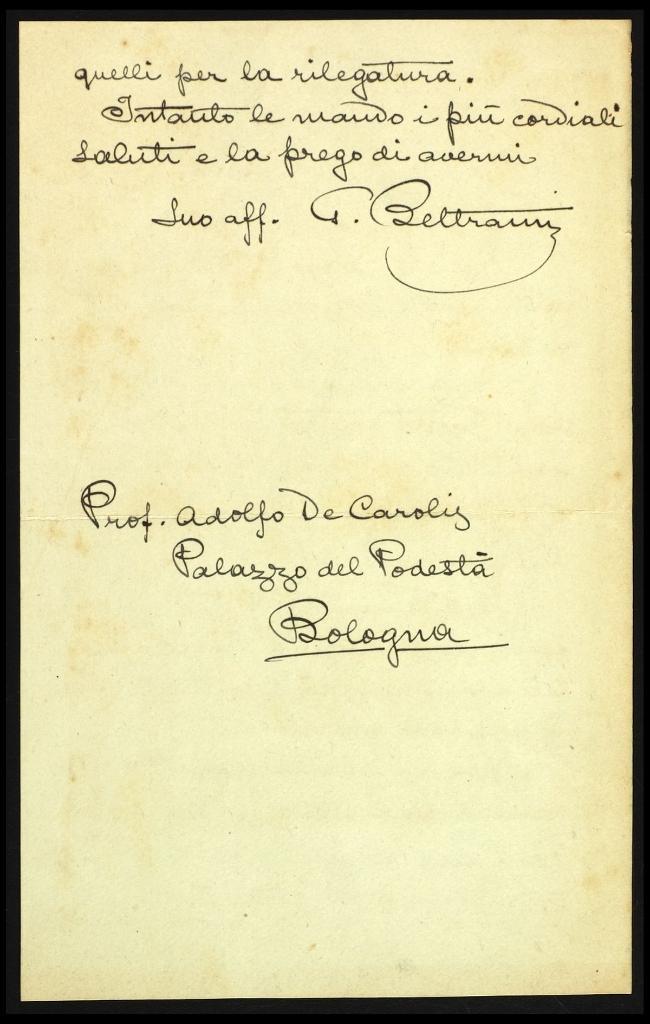 quelli per la rilegatura.
Intanto le mando i più cordiali
saluti e la prego di avermi
Suo aff. G. Beltrami
Prof. Adolfo De Carolis
Palazzo del Podestà
Bologna